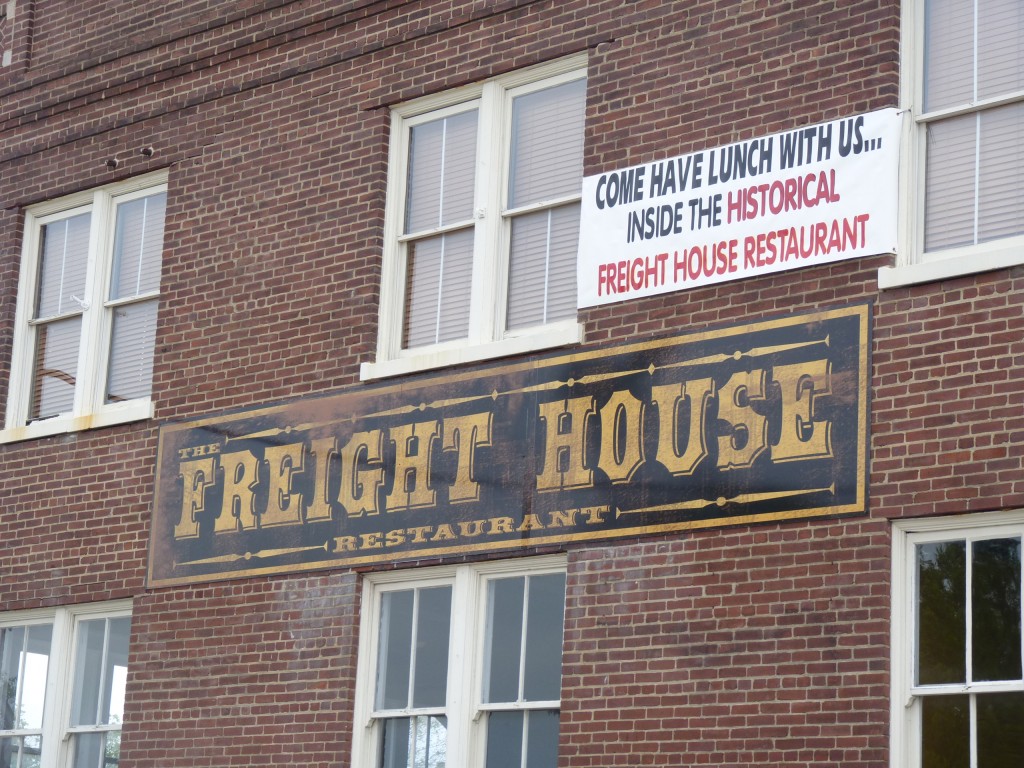 COME HAVE LUNCH WITH US...
INSIDE THE HISTORICAL
FREIGHT HOUSE RESTAURANT
THE
FREIGHT HOUSE
RESTAURANT